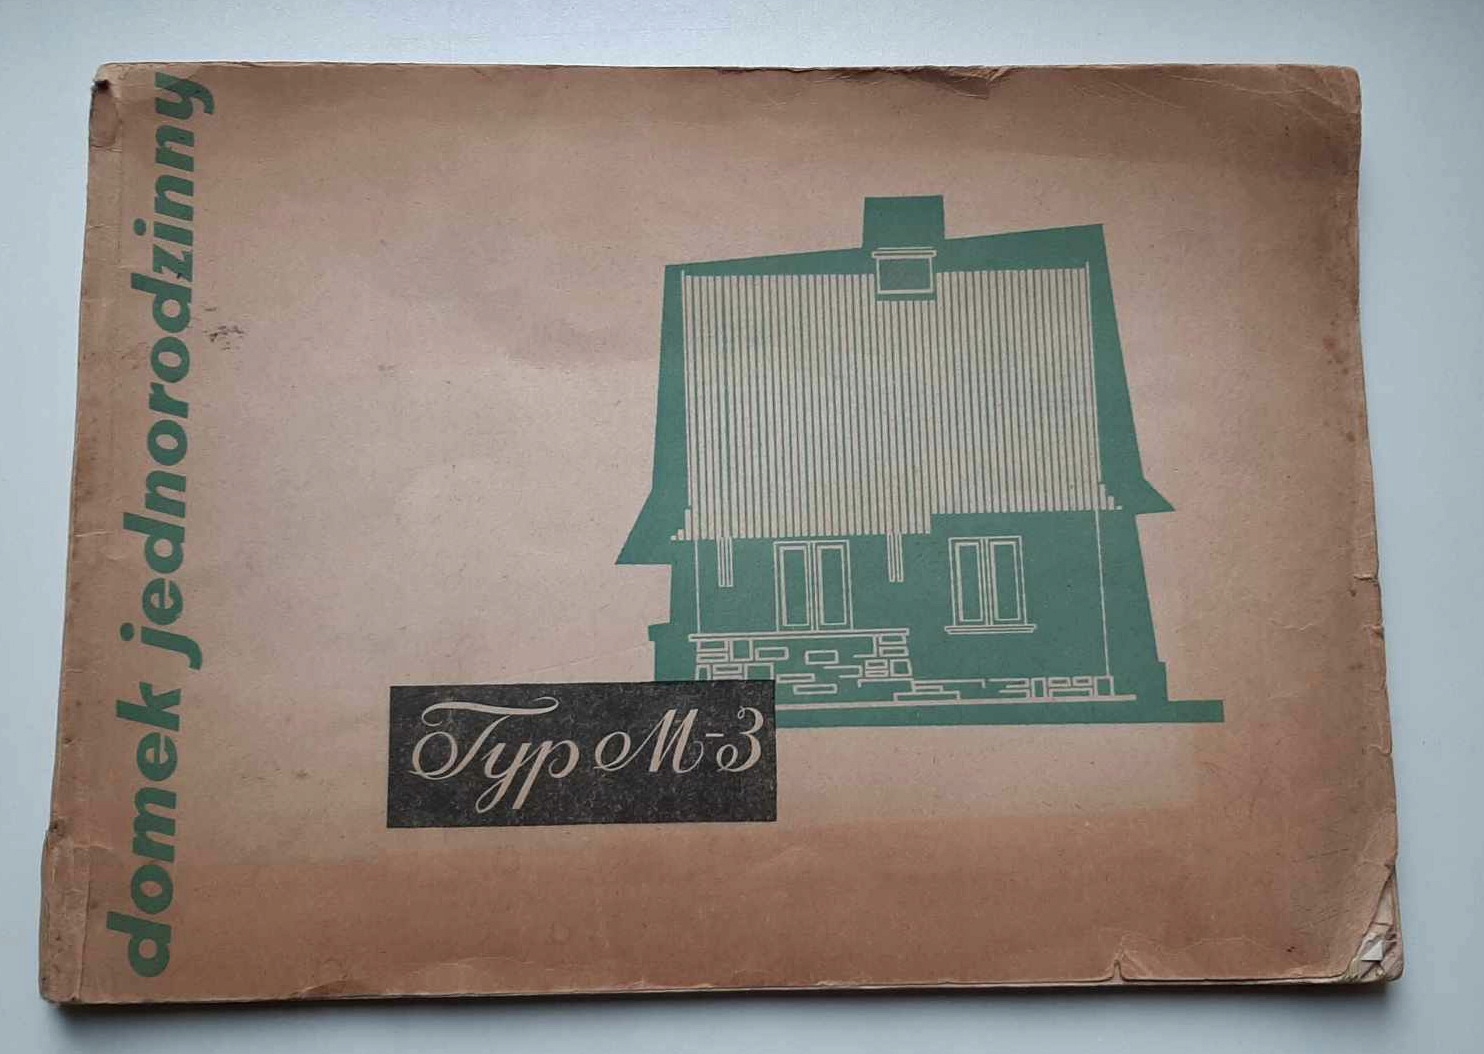 domek jednorodzinny
Typ M-3